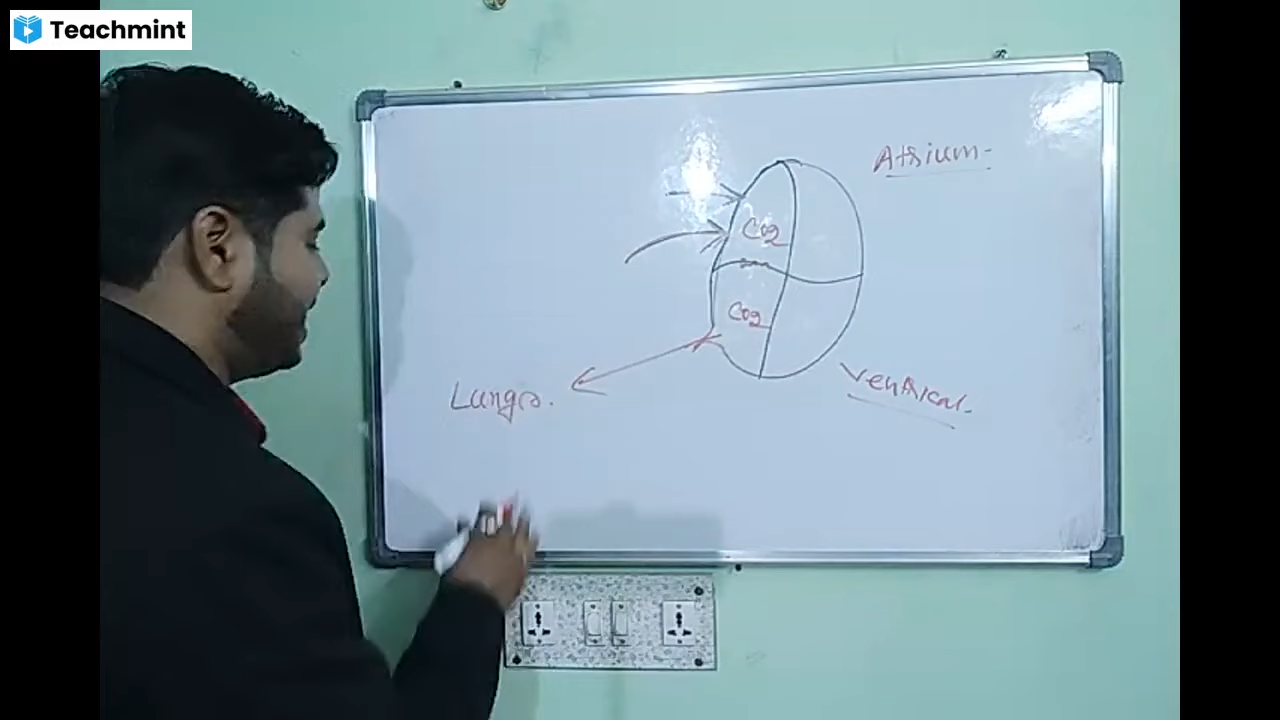 Teachmint
Atrium-
CO2
CO2
Lungs.
Ventrical.